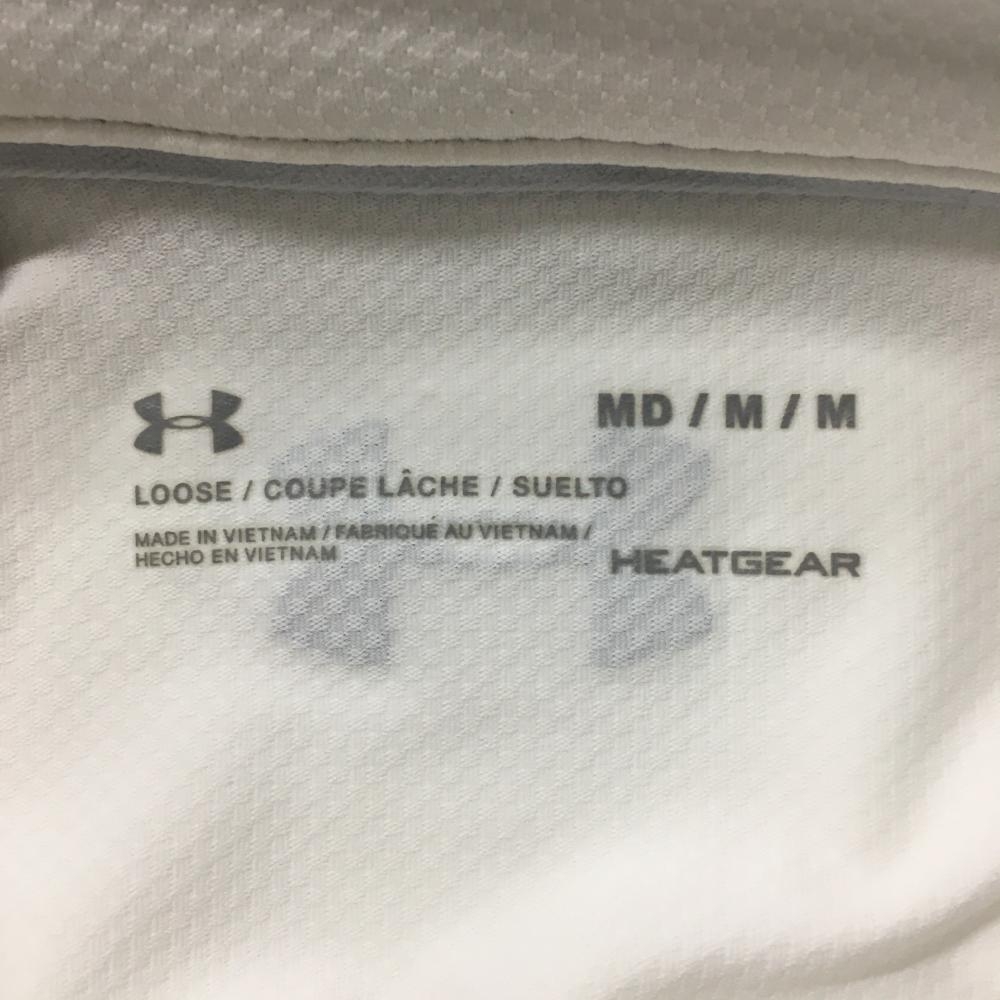 MD / M / M
LOOSE / COUPE LÂCHE / SUELTO
MADE IN VIETNAM / FABRIQUÉ AU VIETNAM /
HECHO EN VIETNAM
HEATGEAR